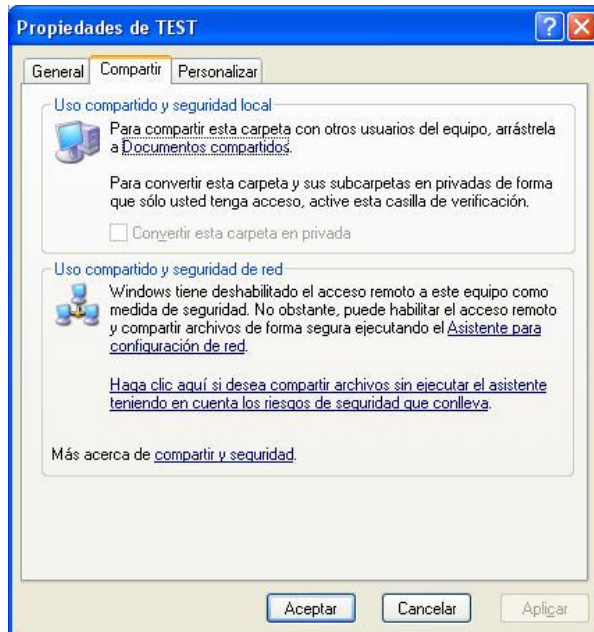 Propiedades de TEST
General Compartir Personalizar
Uso compartido y seguridad local
Para compartir esta carpeta con otros usuarios del equipo, arrástrela
a Documentos compartidos.
Para convertir esta carpeta y sus subcarpetas en privadas de forma
que sólo usted tenga acceso, active esta casilla de verificación.
Convertir esta carpeta en privada
Uso compartido y seguridad de red
Windows tiene deshabilitado el acceso remoto a este equipo como
medida de seguridad. No obstante, puede habilitar el acceso remoto
y compartir archivos de forma segura ejecutando el Asistente para
configuración de red.
Haga clic aquí si desea compartir archivos sin ejecutar el asistente
teniendo en cuenta los riesgos de seguridad que conlleva.
Más acerca de compartir y seguridad.
Aceptar Cancelar Aplicar